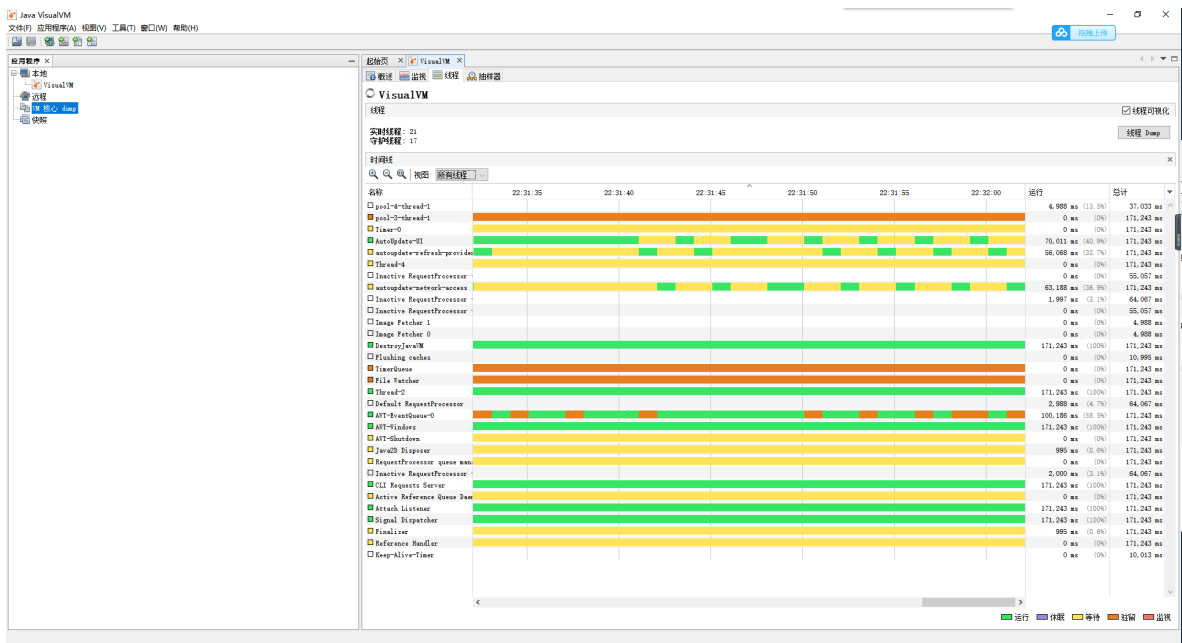 Java VisualVM
文件(F) 应用程序(A) 视图(V) 工具(T) 窗口(W) 帮助(H)
拖拽上传
应用程序
本地
VisualVM
远程
VM 核心 dump
快照
起始页 VisualVM
概述 监视 线程 抽样器
VisualVM
线程 线程可视化
实时线程: 21
守护线程: 17
线程 Dump
时间线
视图: 所有线程
名称 22:31:35 22:31:40 22:31:45 22:31:50 22:31:55 22:32:00 运行 总计
pool-4-thread-1 4,988 ms (13.5%) 37,033 ms
pool-3-thread-1 0 ms (0%) 171,243 ms
Timer-0 0 ms (0%) 171,243 ms
AutoUpdate-UI 70,011 ms (40.9%) 171,243 ms
autoupdate-refresh-provide 56,068 ms (32.7%) 171,243 ms
Thread-4 0 ms (0%) 171,243 ms
Inactive RequestProcessor 0 ms (0%) 55,057 ms
autoupdate-network-access 63,188 ms (36.9%) 171,243 ms
Inactive RequestProcessor 1,997 ms (3.1%) 64,067 ms
Inactive RequestProcessor 0 ms (0%) 55,057 ms
Image Fetcher 1 0 ms (0%) 4,988 ms
Image Fetcher 0 0 ms (0%) 4,988 ms
DestroyJavaVM 171,243 ms (100%) 171,243 ms
Flushing caches 0 ms (0%) 10,995 ms
TimerQueue 0 ms (0%) 171,243 ms
File Watcher 0 ms (0%) 171,243 ms
Thread-2 171,243 ms (100%) 171,243 ms
Default RequestProcessor 2,988 ms (4.7%) 64,067 ms
AWT-EventQueue-0 100,186 ms (58.5%) 171,243 ms
AWT-Windows 171,243 ms (100%) 171,243 ms
AWT-Shutdown 0 ms (0%) 171,243 ms
Java2D Disposer 995 ms (0.6%) 171,243 ms
RequestProcessor queue man 0 ms (0%) 171,243 ms
Inactive RequestProcessor 2,000 ms (3.1%) 64,067 ms
CLI Requests Server 171,243 ms (100%) 171,243 ms
Active Reference Queue Dae 0 ms (0%) 171,243 ms
Attach Listener 171,243 ms (100%) 171,243 ms
Signal Dispatcher 171,243 ms (100%) 171,243 ms
Finalizer 995 ms (0.6%) 171,243 ms
Reference Handler 0 ms (0%) 171,243 ms
Keep-Alive-Timer 0 ms (0%) 10,013 ms
运行 休眠 等待 驻留 监视